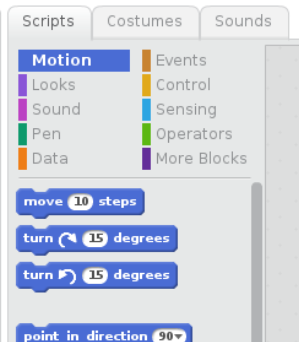 Scripts Costumes Sounds
Motion Events
Looks Control
Sound Sensing
Pen Operators
Data More Blocks
move 10 steps
turn 15 degrees
turn 15 degrees
point in direction 90▾